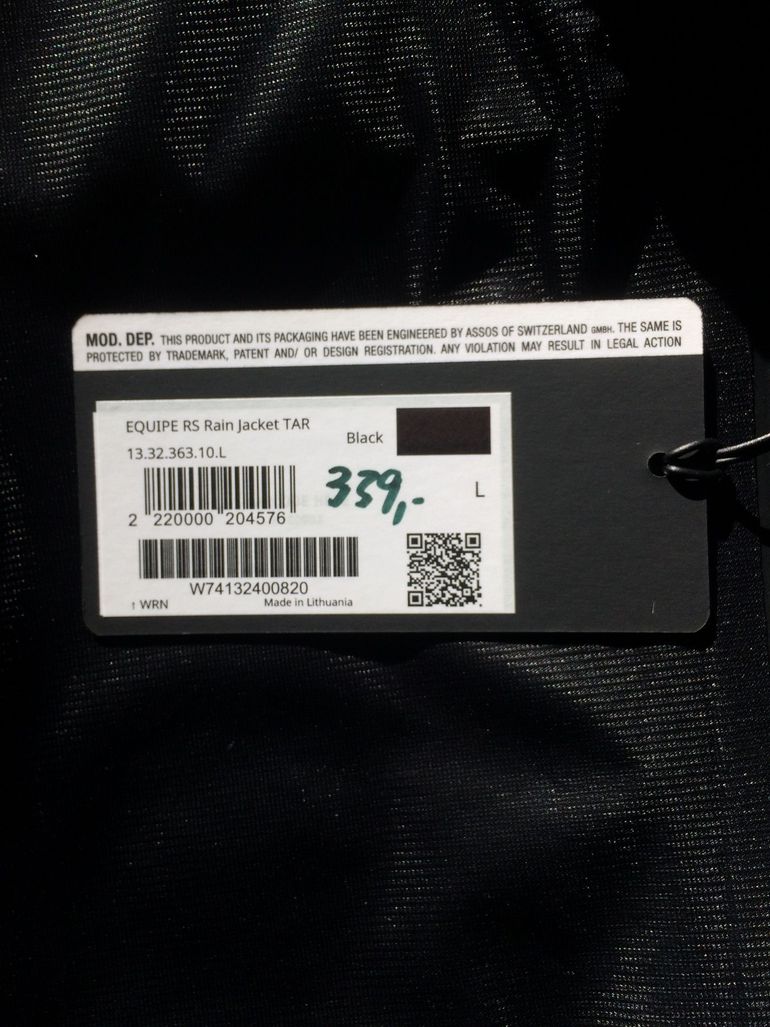 MOD. DEP. THIS PRODUCT AND ITS PACKAGING HAVE BEEN ENGINEERED BY ASSOS OF SWITZERLAND GMBH. THE SAME IS
PROTECTED BY TRADEMARK, PATENT AND/ OR DESIGN REGISTRATION. ANY VIOLATION MAY RESULT IN LEGAL ACTION
EQUIPE RS Rain Jacket TAR
Black
13.32.363.10.L
339,-
L
2 220000 204576
W74132400820
↑ WRN
Made in Lithuania